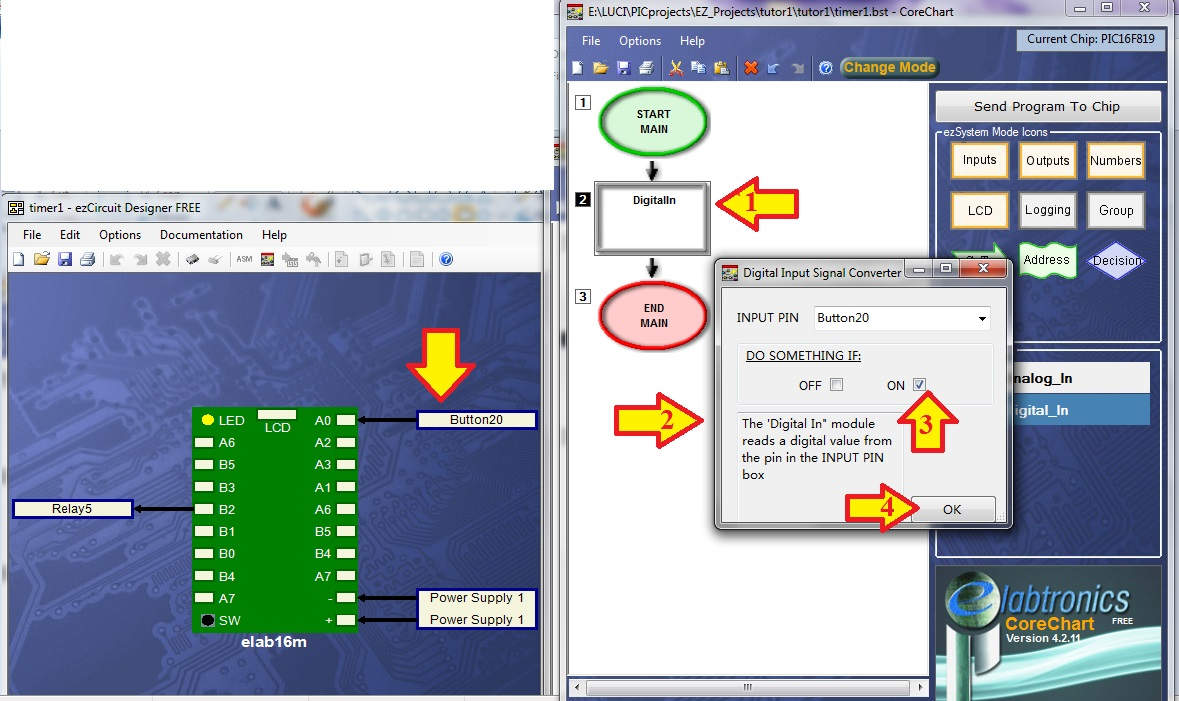 E:\LUCI\PICprojects\EZ_Projects\tutor1\tutor1\timer1.bst - CoreChart
File Options Help
Current Chip: PIC16F819
Change Mode
1
START
MAIN
2
DigitalIn
1
3
END
MAIN
Send Program To Chip
ezSystem Mode Icons
Inputs Outputs Numbers
LCD Logging Group
Address Decision
nalog_In
igital_In
Digital Input Signal Converter
INPUT PIN Button20
DO SOMETHING IF:
OFF ON
The 'Digital In" module
reads a digital value from
the pin in the INPUT PIN
box
2
3
4
OK
elabtronics
CoreChart FREE
Version 4.2.11
timer1 - ezCircuit Designer FREE
File Edit Options Documentation Help
ASM
LED LCD A0 Button20
A6 A2
B5 A3
B3 A1
Relay5 B2 A6
B1 B5
B0 B4
B4 A7
A7 - Power Supply 1
SW + Power Supply 1
elab16m